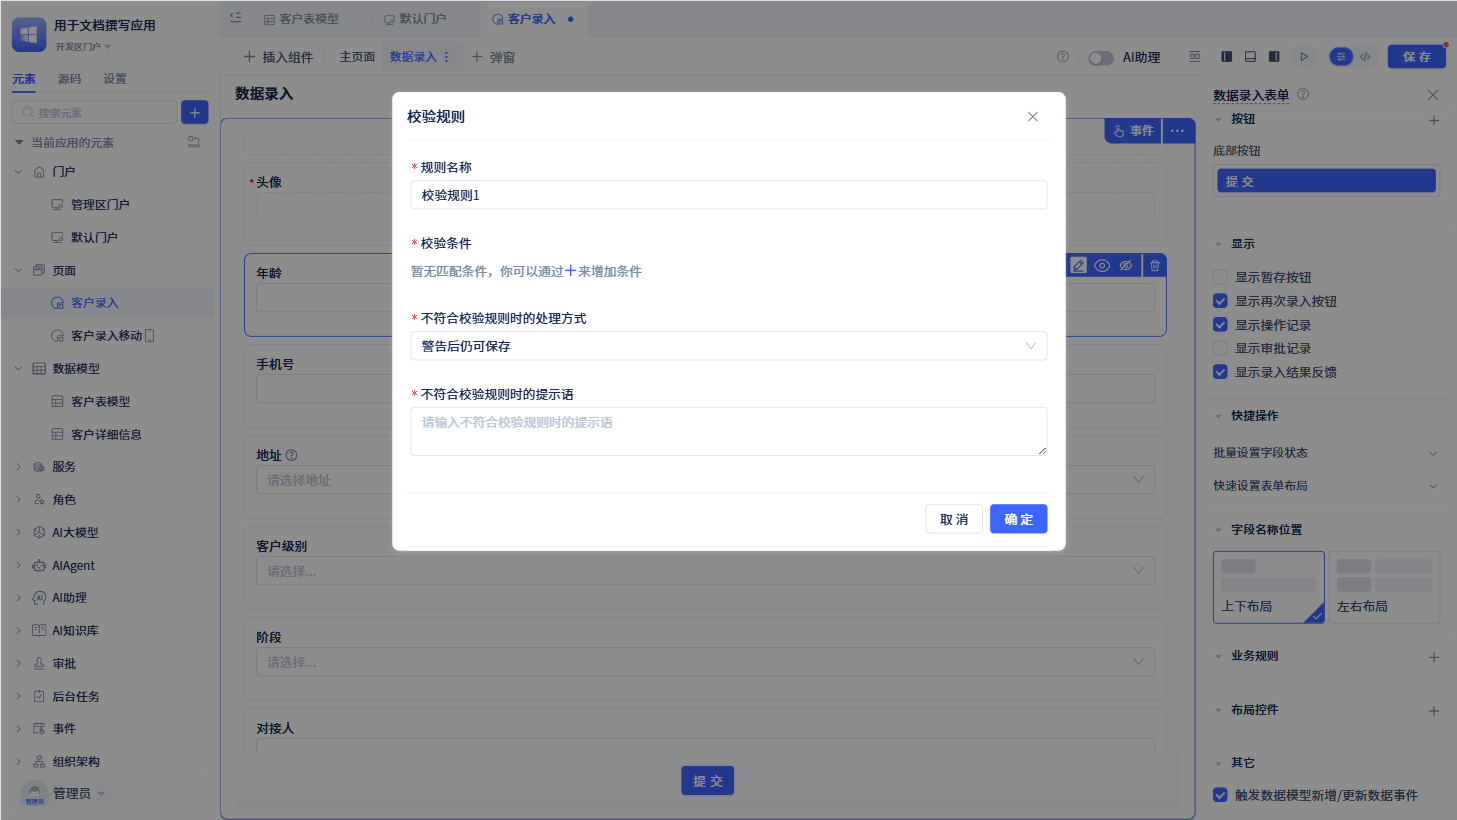 用于文档撰写应用
开发区门户
元素 源码 设置
搜索元素
当前应用的元素
门户
管理区门户
默认门户
页面
客户录入
客户录入移动
数据模型
客户表模型
客户详细信息
服务
角色
AI大模型
AIAgent
AI助理
AI知识库
审批
后台任务
事件
组织架构
管理员
管理员
客户表模型 默认门户 客户录入
插入组件 主页面 数据录入 弹窗 AI助理 保存
数据录入
事件
头像
年龄
手机号
地址
请选择地址
客户级别
请选择...
阶段
请选择...
对接人
提交
校验规则
* 规则名称
校验规则1
* 校验条件
暂无匹配条件，你可以通过+来增加条件
* 不符合校验规则时的处理方式
警告后仍可保存
* 不符合校验规则时的提示语
请输入不符合校验规则时的提示语
取消 确定
数据录入表单
按钮
底部按钮
提交
显示
显示暂存按钮
显示再次录入按钮
显示操作记录
显示审批记录
显示录入结果反馈
快捷操作
批量设置字段状态
快速设置表单布局
字段名称位置
上下布局 左右布局
业务规则
布局控件
其它
触发数据模型新增/更新数据事件